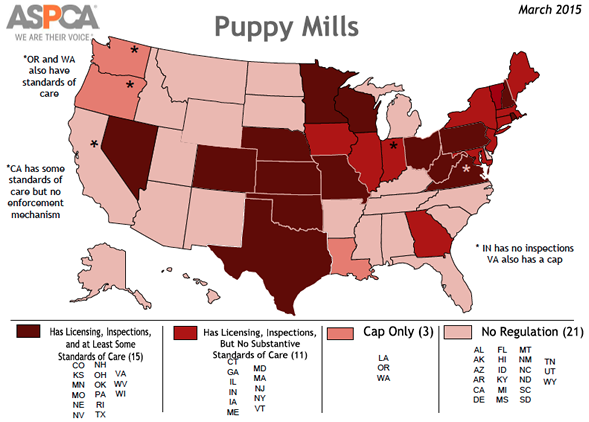 ASPCA
WE ARE THEIR VOICE.
Puppy Mills
March 2015
*OR and WA
also have
standards of
care
*CA has some
standards of
care but no
enforcement
mechanism
* IN has no inspections
VA also has a cap
Has Licensing, Inspections,
and at Least Some
Standards of Care (15)
CO NH
KS OH VA
MN OK WV
MO PA WI
NE RI
NV TX
Has Licensing, Inspections,
But No Substantive
Standards of Care (11)
CT
GA MD
IL MA
IN NJ
IA NY
ME VT
Cap Only (3)
LA
OR
WA
No Regulation (21)
AL FL MT
AK HI NM TN
AZ ID NC UT
AR KY ND WY
CA MI SC
DE MS SD